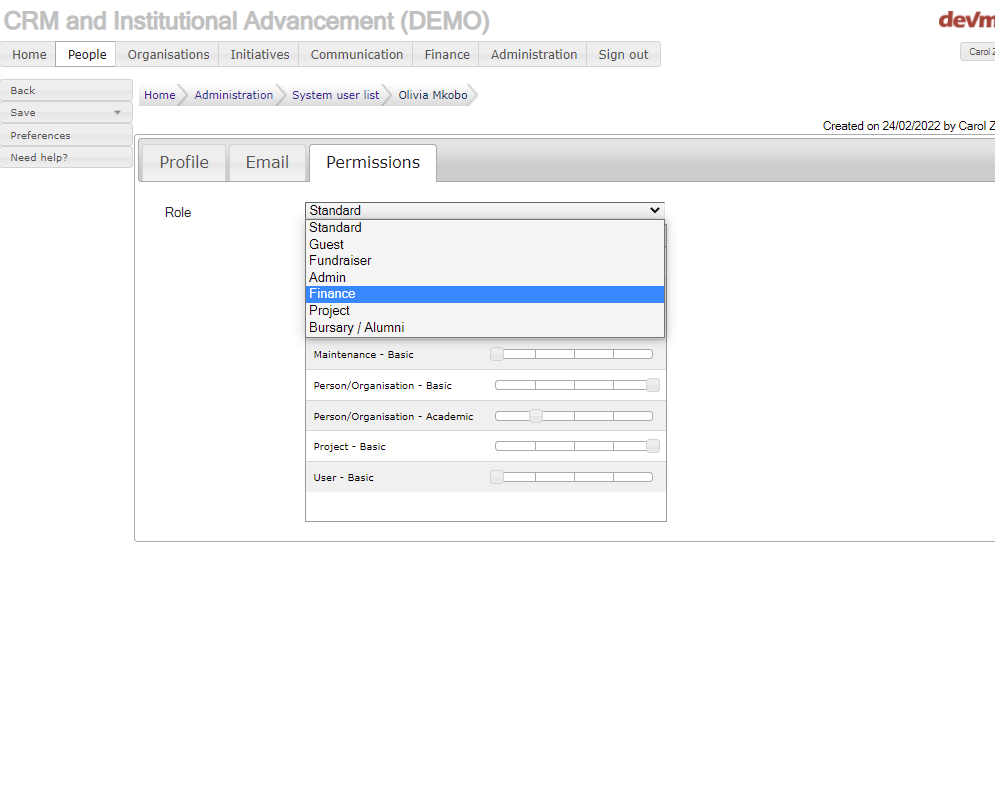 CRM and Institutional Advancement (DEMO)
devm
Home People Organisations Initiatives Communication Finance Administration Sign out
Carol Z
Back
Save
Preferences
Need help?
Home Administration System user list Olivia Mkobo
Created on 24/02/2022 by Carol Z
Profile Email Permissions
Role
Standard
Standard
Guest
Fundraiser
Admin
Finance
Project
Bursary / Alumni
Maintenance - Basic
Person/Organisation - Basic
Person/Organisation - Academic
Project - Basic
User - Basic